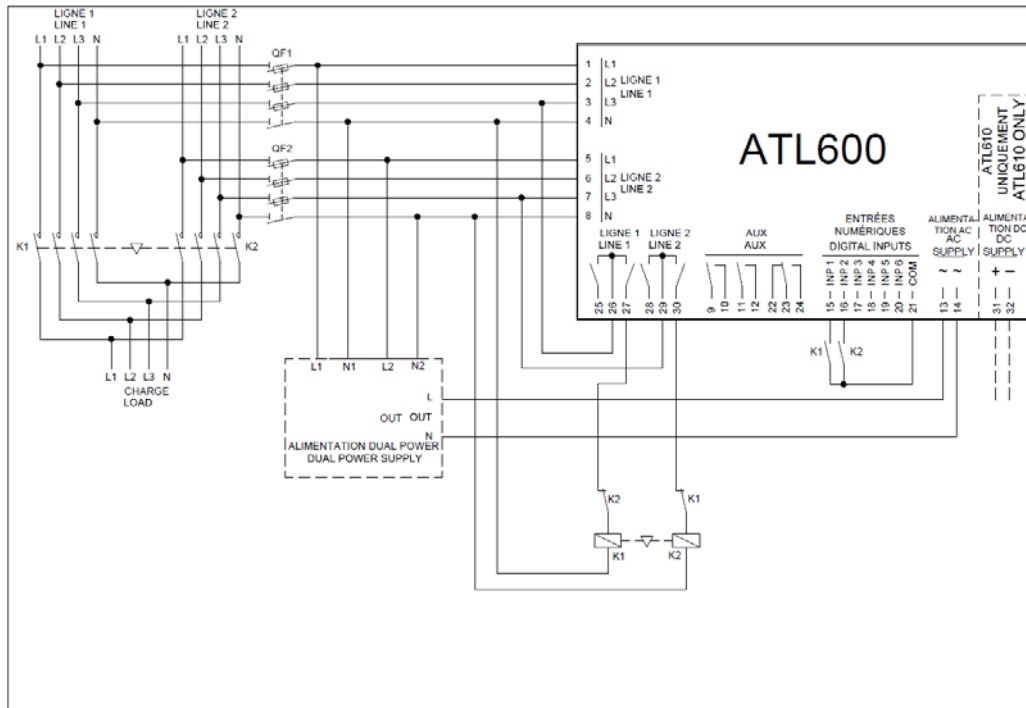 LIGNE 1 LIGNE 2
LINE 1 LINE 2
L1 L2 L3 N L1 L2 L3 N
QF1
1 L1
2 L2 LIGNE 1
3 L3 LINE 1
4 N
QF2
5 L1
6 L2 LIGNE 2
7 L3 LINE 2
8 N
ATL600
ATL610
UNIQUEMENT
ATL610 ONLY
LIGNE 1 LIGNE 2
LINE 1 LINE 2
AUX
AUX
ENTRÉES
NUMÉRIQUES
DIGITAL INPUTS
ALIMENTA-
TION AC
AC
SUPPLY
ALIMENTA-
TION DC
DC
SUPPLY
INP 1 INP 2 INP 3 INP 4 INP 5 INP 6 COM ~ ~ + −
25 26 27 28 29 30 9 10 11 12 22 23 24 15 16 17 18 19 20 21 13 14 31 32
K1 K2
K1 K2
L1 L2 L3 N
CHARGE
LOAD
L1 N1 L2 N2
L
OUT OUT
N
ALIMENTATION DUAL POWER
DUAL POWER SUPPLY
K2 K1
K1 K2